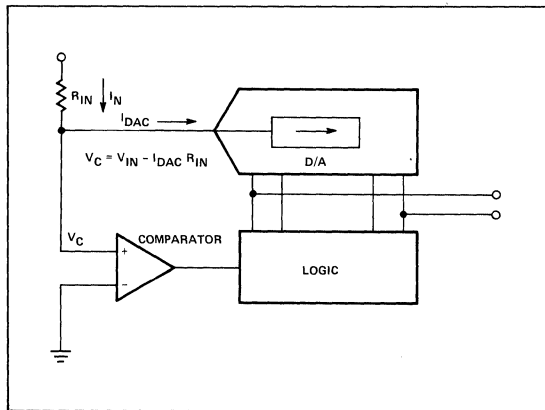 R_IN I_N
I_DAC
V_C = V_IN – I_DAC R_IN
D/A
V_C
COMPARATOR
+
–
LOGIC